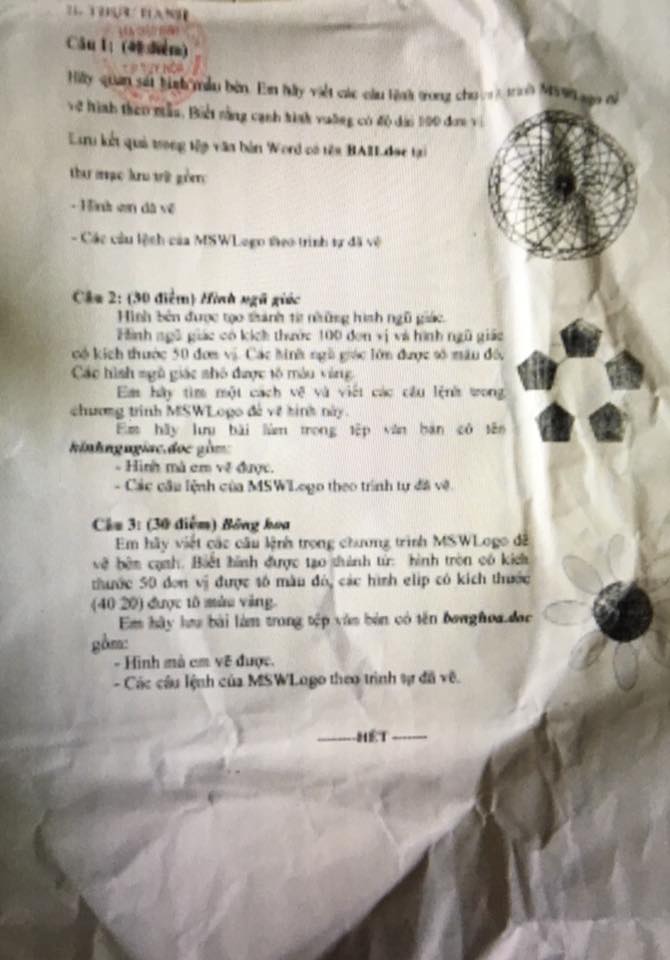 II. THỰC HÀNH
Câu 1: (40 điểm)
Hãy quan sát hình mẫu bên. Em hãy viết các câu lệnh trong chương trình MSWLogo để
vẽ hình theo mẫu. Biết rằng cạnh hình vuông có độ dài 100 đơn vị
Lưu kết quả trong tệp văn bản Word có tên BAI1.doc tại
thư mục lưu trữ gồm:
- Hình em đã vẽ
- Các câu lệnh của MSWLogo theo trình tự đã vẽ
Câu 2: (30 điểm) Hình ngũ giác
Hình bên được tạo thành từ những hình ngũ giác.
Hình ngũ giác có kích thước 100 đơn vị và hình ngũ giác
có kích thước 50 đơn vị. Các hình ngũ giác lớn được tô màu đỏ,
Các hình ngũ giác nhỏ được tô màu vàng.
Em hãy tìm một cách vẽ và viết các câu lệnh trong
chương trình MSWLogo để vẽ hình này.
Em hãy lưu bài làm trong tệp văn bản có tên
hinhngugiac.doc gồm:
- Hình mà em vẽ được.
- Các câu lệnh của MSWLogo theo trình tự đã vẽ.
Câu 3: (30 điểm) Bông hoa
Em hãy viết các câu lệnh trong chương trình MSWLogo để
vẽ bên cạnh. Biết hình được tạo thành từ: hình tròn có kích
thước 50 đơn vị được tô màu đỏ, các hình elip có kích thước
(40 20) được tô màu vàng.
Em hãy lưu bài làm trong tệp văn bản có tên bonghoa.doc
gồm:
- Hình mà em vẽ được.
- Các câu lệnh của MSWLogo theo trình tự đã vẽ.
--------HẾT -------